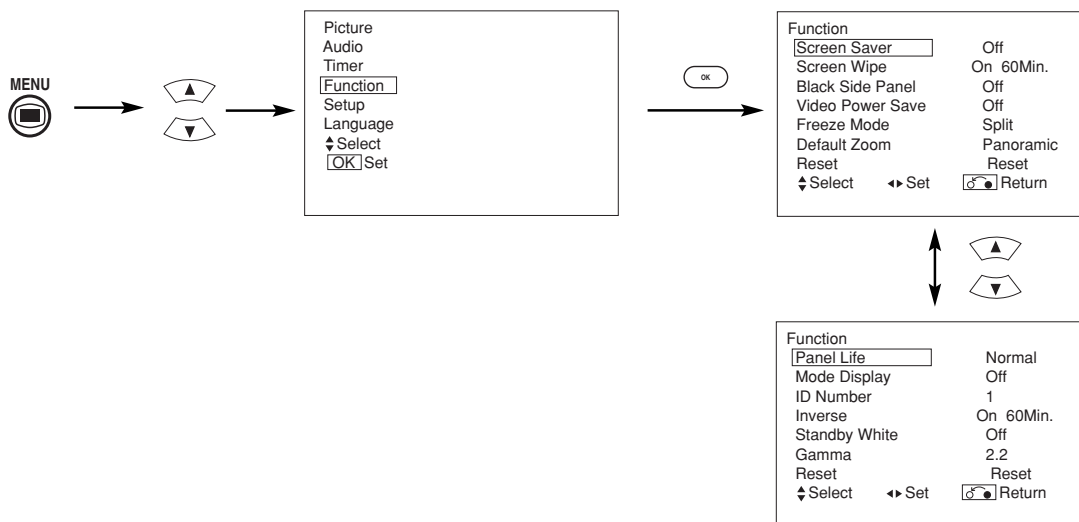 MENU
Picture
Audio
Timer
Function
Setup
Language
Select
OK Set
OK
Function
Screen Saver Off
Screen Wipe On 60Min.
Black Side Panel Off
Video Power Save Off
Freeze Mode Split
Default Zoom Panoramic
Reset Reset
Select Set Return
Function
Panel Life Normal
Mode Display Off
ID Number 1
Inverse On 60Min.
Standby White Off
Gamma 2.2
Reset Reset
Select Set Return